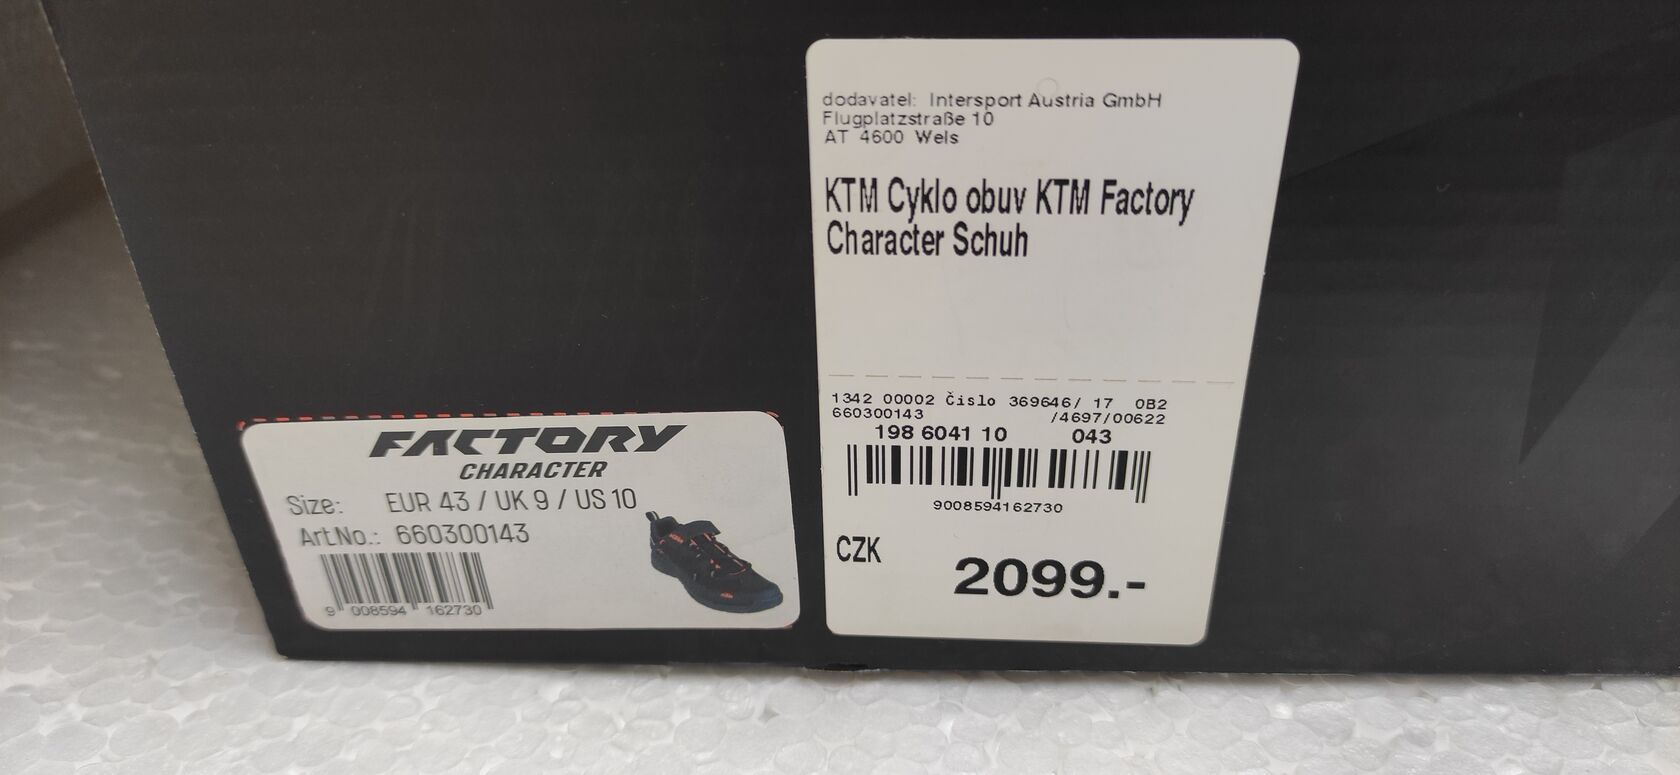 FACTORY
CHARACTER
Size: EUR 43 / UK 9 / US 10
Art.No.: 660300143
9 008594 162730
dodavatel: Intersport Austria GmbH
Flugplatzstraße 10
AT 4600 Wels
KTM Cyklo obuv KTM Factory
Character Schuh
1342 00002 Čislo 369646/ 17 0B2
660300143 /4697/00622
198 6041 10 043
9008594162730
CZK
2099.-